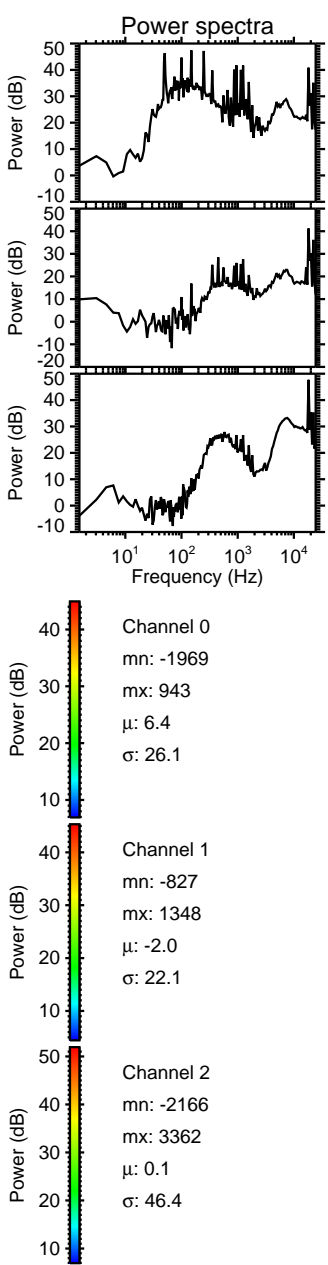 Power spectra
50
40
30
20
10
0
-10
Power (dB)
50
40
30
20
10
0
-10
-20
Power (dB)
50
40
30
20
10
0
-10
Power (dB)
10¹ 10² 10³ 10⁴
Frequency (Hz)
40
30
20
10
Power (dB)
Channel 0
mn: -1969
mx: 943
μ: 6.4
σ: 26.1
40
30
20
10
Power (dB)
Channel 1
mn: -827
mx: 1348
μ: -2.0
σ: 22.1
50
40
30
20
10
Power (dB)
Channel 2
mn: -2166
mx: 3362
μ: 0.1
σ: 46.4